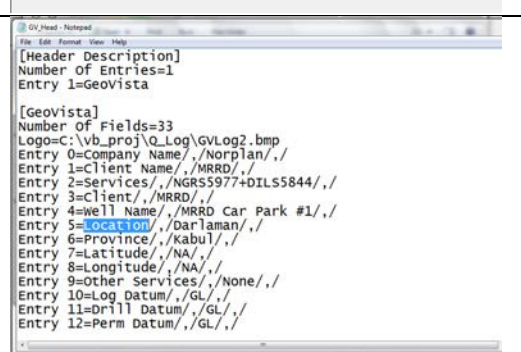 GV_Head - Notepad
File Edit Format View Help
[Header Description]
Number Of Entries=1
Entry 1=GeoVista
[GeoVista]
Number Of Fields=33
Logo=C:\vb_proj\Q_Log\GVLog2.bmp
Entry 0=Company Name/,/Norplan/,/
Entry 1=Client Name/,/MRRD/,/
Entry 2=Services/,/NGRS5977+DILS5844/,/
Entry 3=Client/,/MRRD/,/
Entry 4=Well Name/,/MRRD Car Park #1/,/
Entry 5=Location/,/Darlaman/,/
Entry 6=Province/,/Kabul/,/
Entry 7=Latitude/,/NA/,/
Entry 8=Longitude/,/NA/,/
Entry 9=Other Services/,/None/,/
Entry 10=Log Datum/,/GL/,/
Entry 11=Drill Datum/,/GL/,/
Entry 12=Perm Datum/,/GL/,/